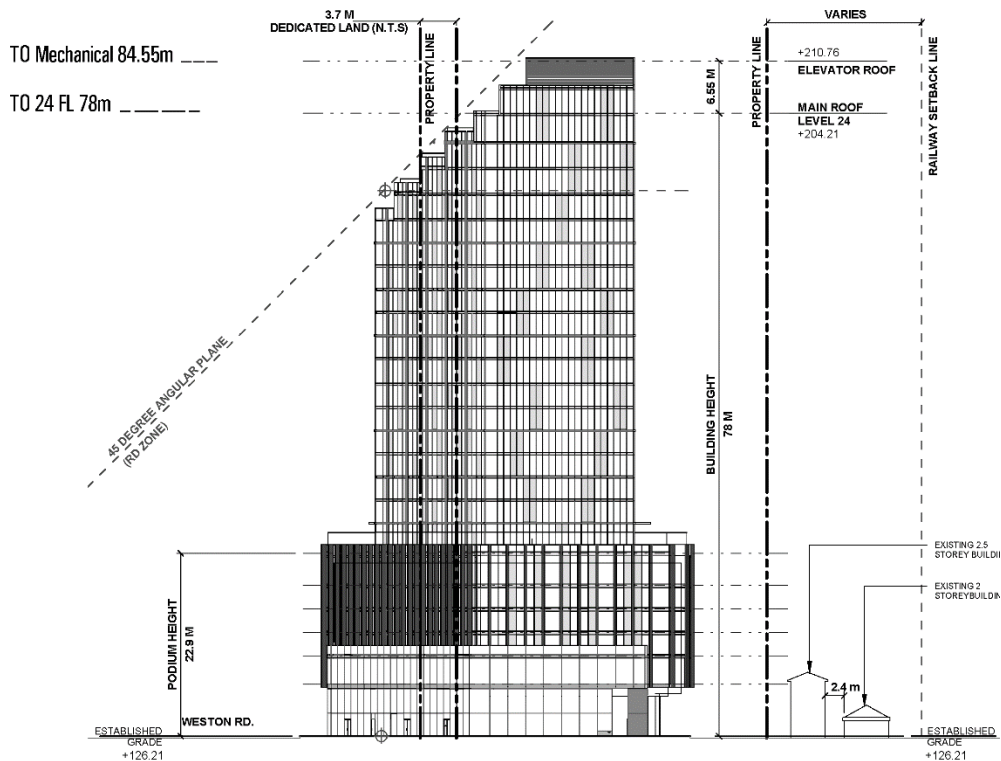 3.7 M
DEDICATED LAND (N.T.S)
VARIES
TO Mechanical 84.55m
TO 24 FL 78m
PROPERTY LINE
6.55 M
PROPERTY LINE
+210.76
ELEVATOR ROOF
MAIN ROOF
LEVEL 24
+204.21
RAILWAY SETBACK LINE
45 DEGREE ANGULAR PLANE
(RD ZONE)
BUILDING HEIGHT
78 M
EXISTING 2.5
STOREY BUILDIN
EXISTING 2
STOREYBUILDING
PODIUM HEIGHT
22.9 M
2.4 m
WESTON RD.
ESTABLISHED
GRADE
+126.21
ESTABLISHED
GRADE
+126.21